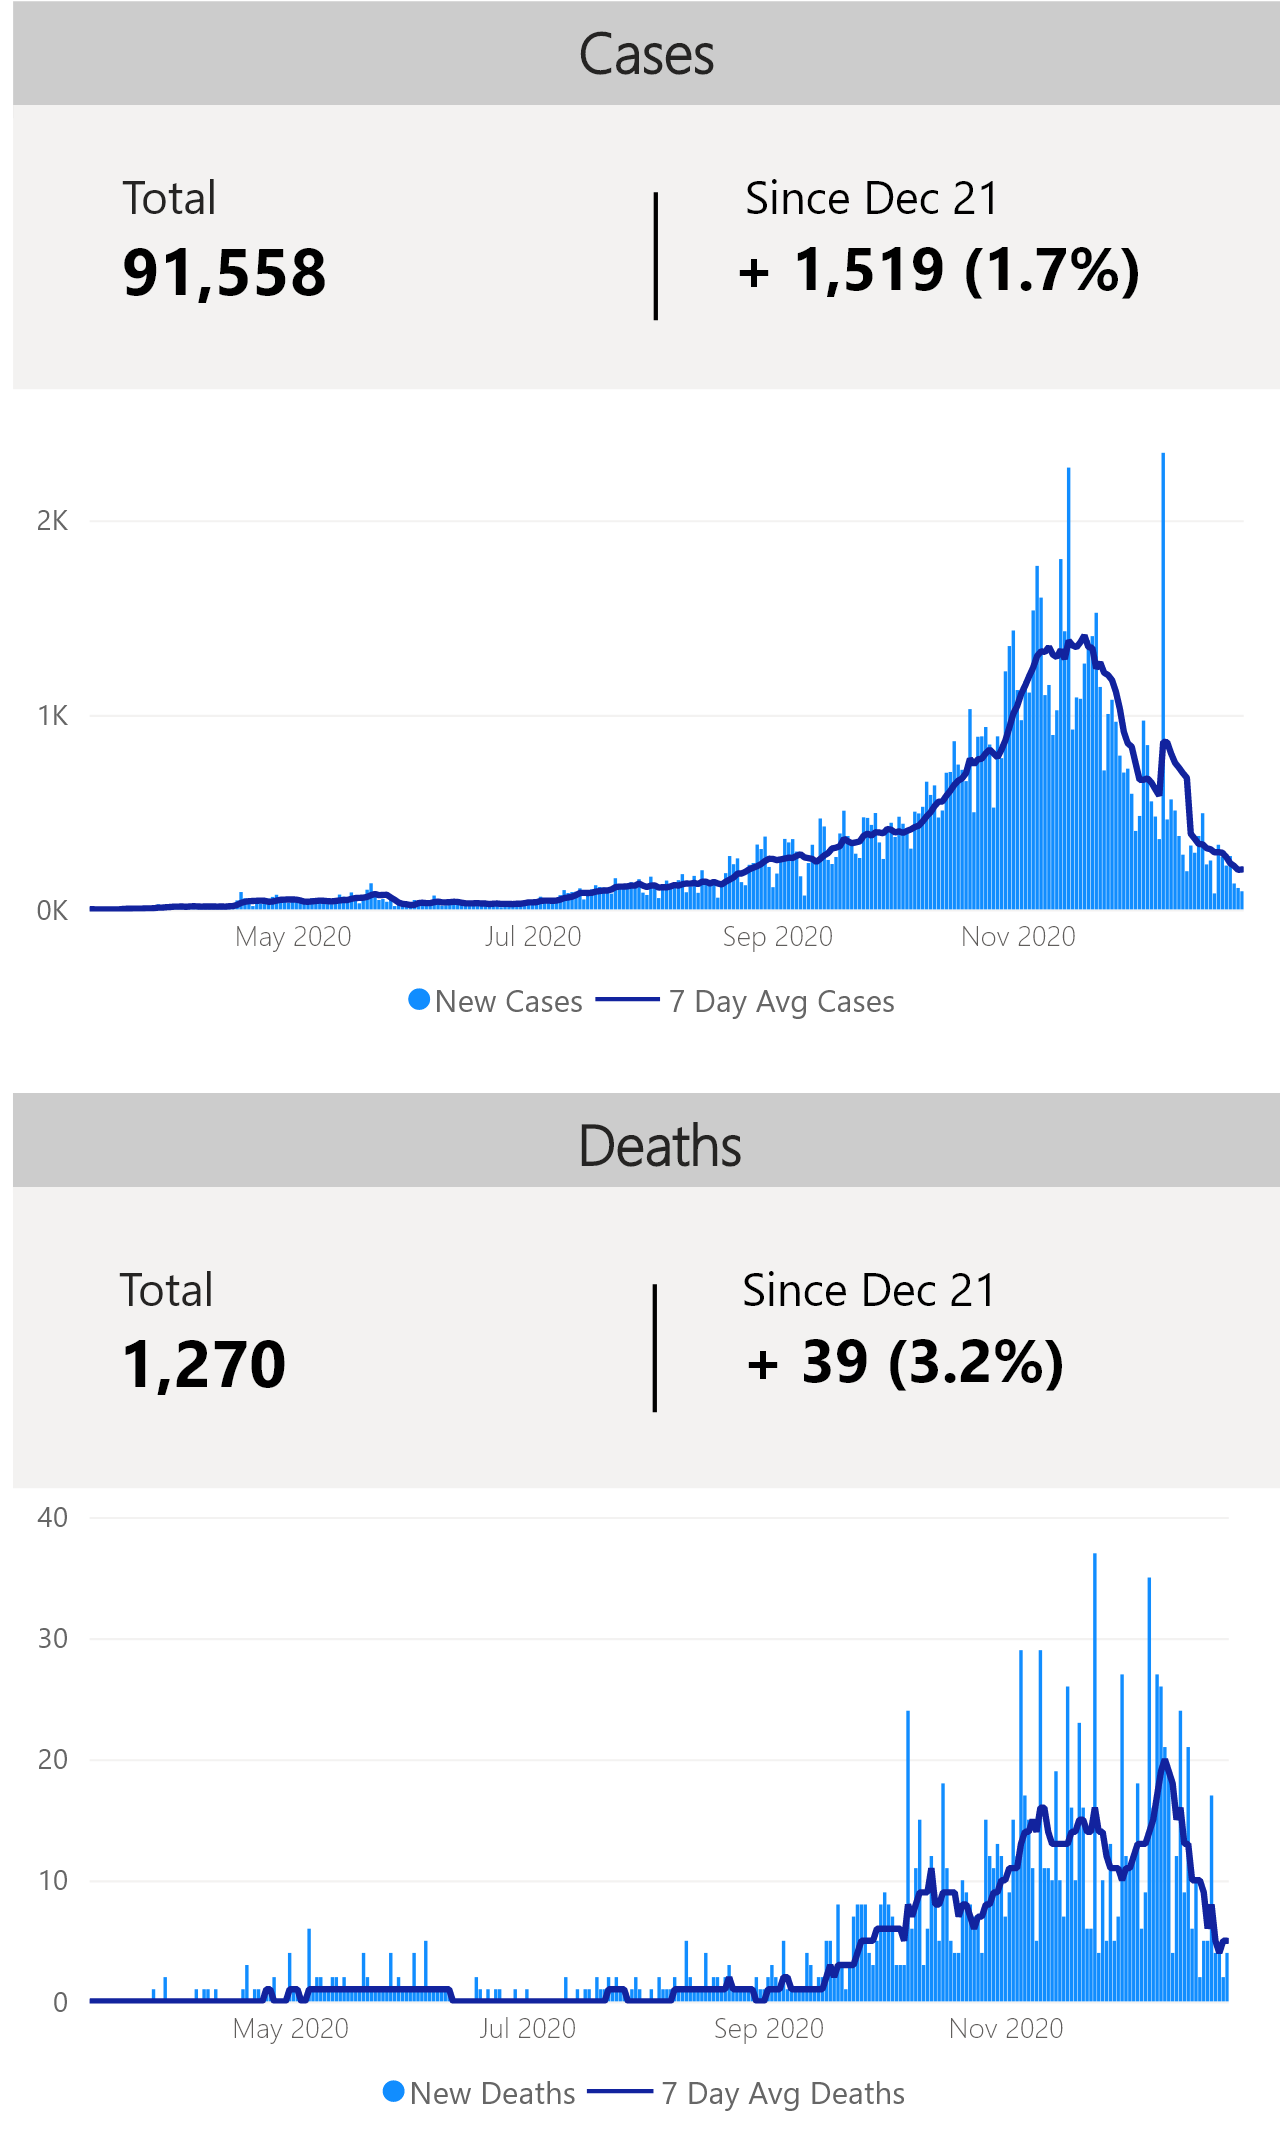 Cases
Total
Since Dec 21
91,558
+ 1,519 (1.7%)
2K
1K
0K
May 2020
Jul 2020
Sep 2020
Nov 2020
New Cases
7 Day Avg Cases
Deaths
Total
Since Dec 21
1,270
+ 39 (3.2%)
40
30
20
10
0
May 2020
Jul 2020
Sep 2020
Nov 2020
New Deaths
7 Day Avg Deaths